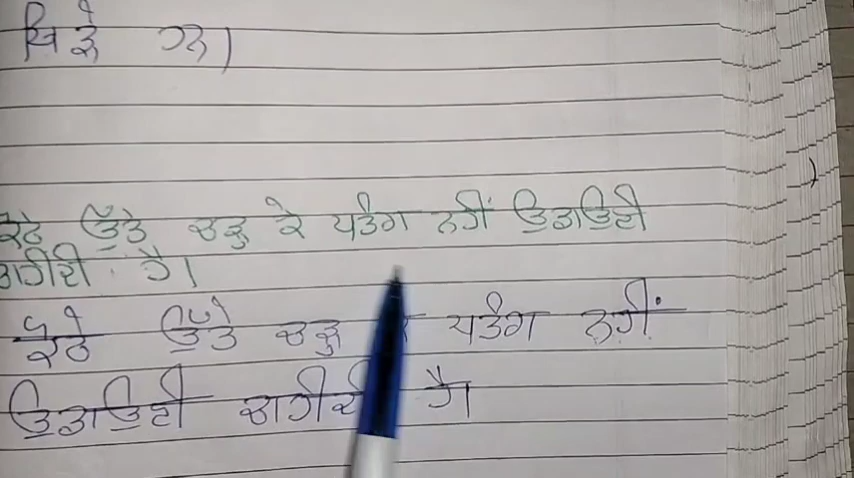 ਖਿੜੇ ਹਨ।
ਕੋਠੇ ਉੱਤੇ ਚੜ੍ਹ ਕੇ ਪਤੰਗ ਨਹੀਂ ਉਡਾਉਣੀ
ਚਾਹੀਦੀ ਹੈ।
ਕੋਠੇ ਉੱਤੇ ਚੜ੍ਹ ਪਤੰਗ ਨਹੀਂ
ਉਡਾਉਣੀ ਚਾਹੀਦੀ ਹੈ।